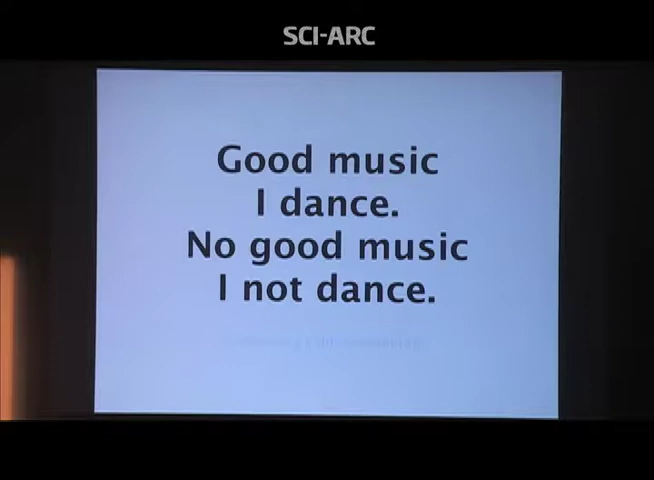 SCI-ARC
Good music
I dance.
No good music
I not dance.